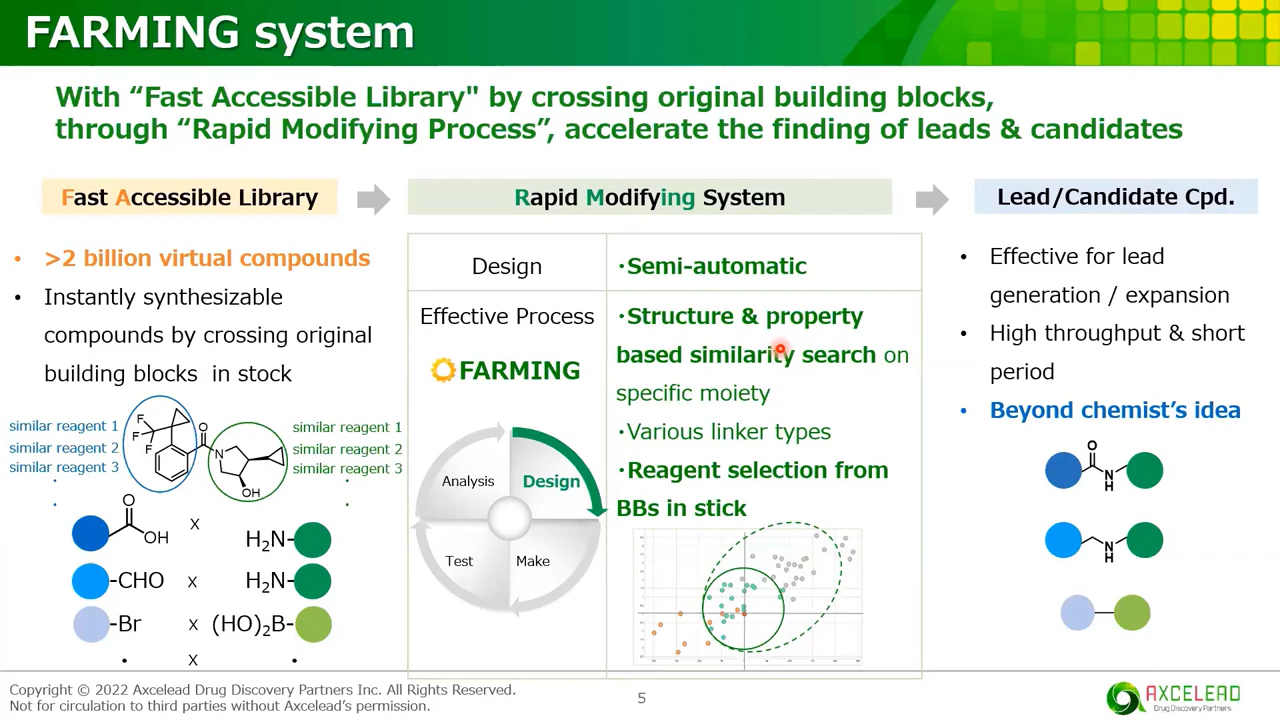 FARMING system
With “Fast Accessible Library" by crossing original building blocks,
through “Rapid Modifying Process”, accelerate the finding of leads & candidates
Fast Accessible Library
• >2 billion virtual compounds
• Instantly synthesizable
compounds by crossing original
building blocks in stock
similar reagent 1
similar reagent 2
similar reagent 3
F
F
F
O
N
OH
similar reagent 1
similar reagent 2
similar reagent 3
O
OH
x
H2N-
-CHO
x
H2N-
-Br
x
(HO)2B-
x
Rapid Modifying System
Design
・Semi-automatic
Effective Process
FARMING
・Structure & property
based similarity search on
specific moiety
・Various linker types
・Reagent selection from
BBs in stick
Analysis
Design
Test
Make
Lead/Candidate Cpd.
• Effective for lead
generation / expansion
• High throughput & short
period
• Beyond chemist’s idea
O
N
H
N
H
Copyright © 2022 Axcelead Drug Discovery Partners Inc. All Rights Reserved.
Not for circulation to third parties without Axcelead’s permission.
5
AXCELEAD
Drug Discovery Partners